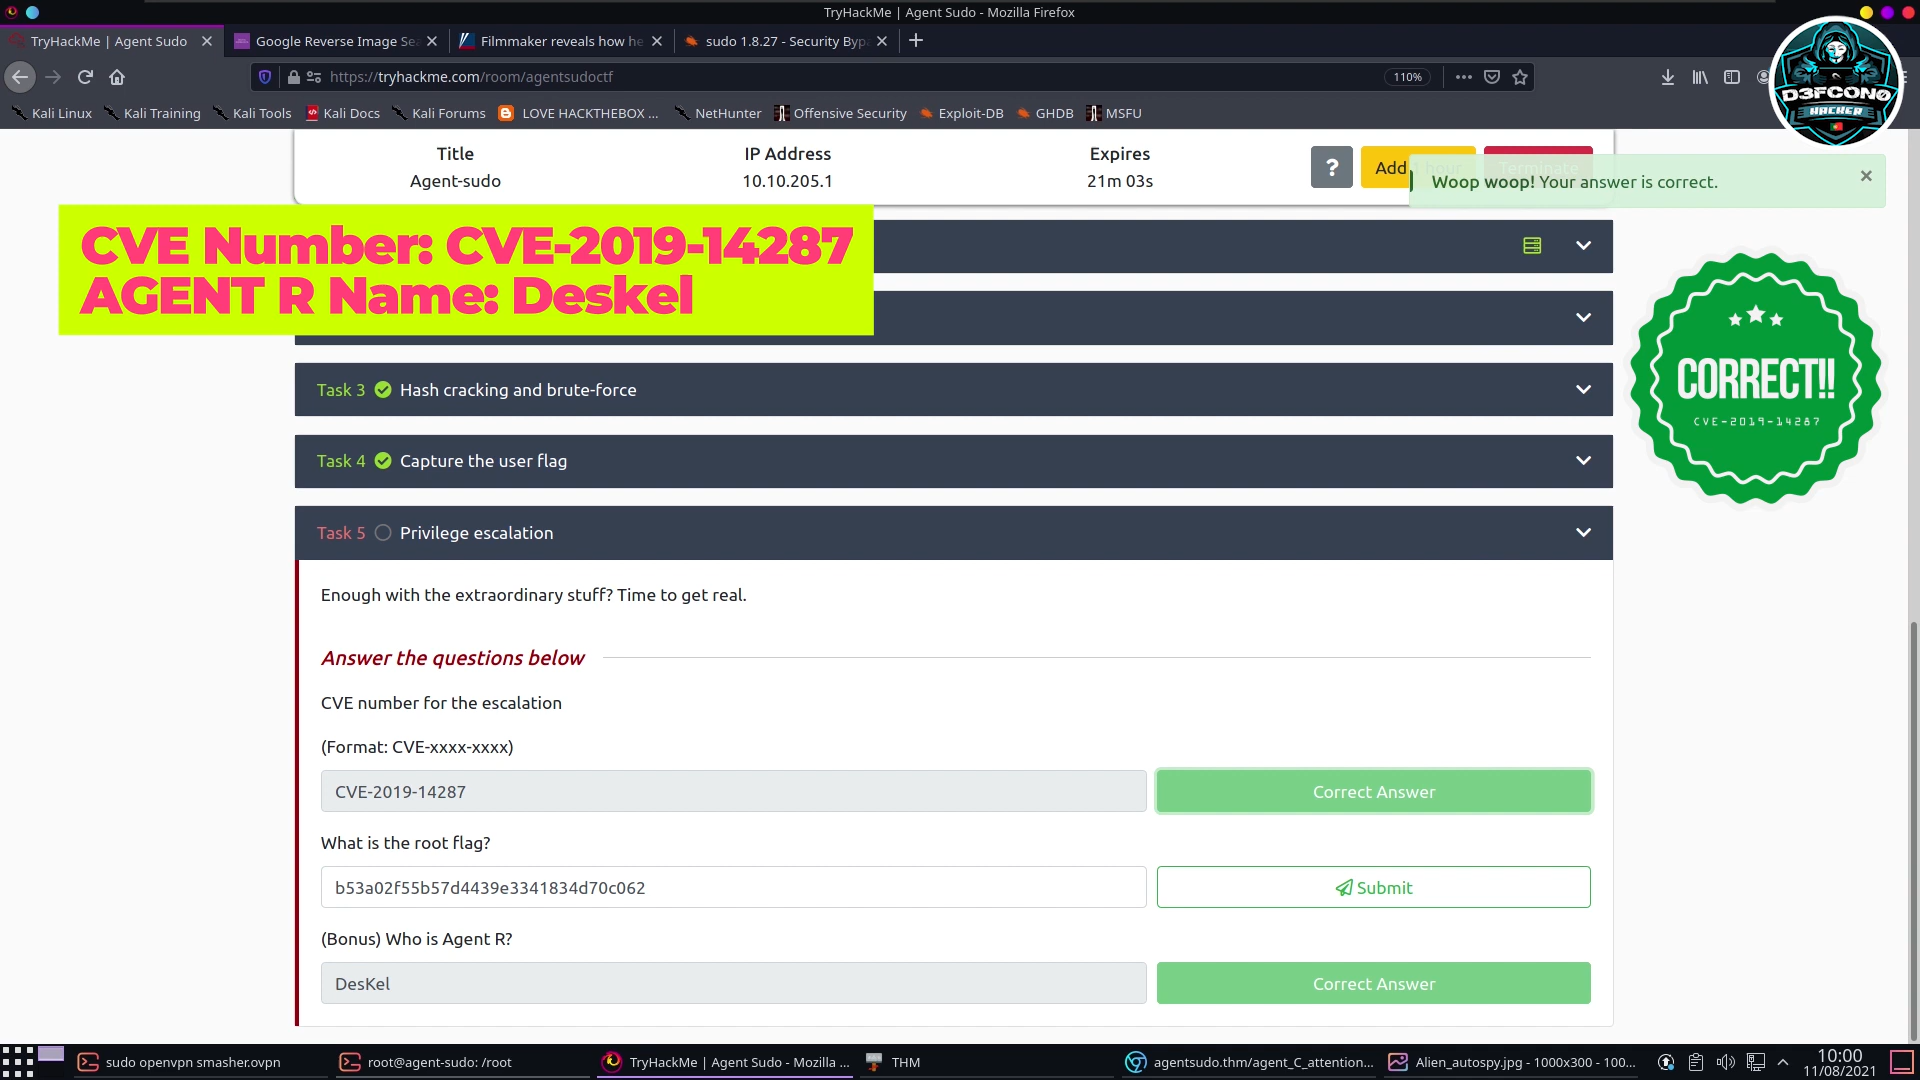 TryHackMe | Agent Sudo - Mozilla Firefox
TryHackMe | Agent Sudo
Google Reverse Image Sea
Filmmaker reveals how he
sudo 1.8.27 - Security Byp
https://tryhackme.com/room/agentsudoctf
110%
Kali Linux
Kali Training
Kali Tools
Kali Docs
Kali Forums
LOVE HACKTHEBOX ...
NetHunter
Offensive Security
Exploit-DB
GHDB
MSFU
D3FCON0
HACKER
Title
IP Address
Expires
Agent-sudo
10.10.205.1
21m 03s
?
Add 1 hour
Terminate
Woop woop! Your answer is correct.
CVE Number: CVE-2019-14287
AGENT R Name: Deskel
Task 3 Hash cracking and brute-force
CORRECT!!
CVE-2019-14287
Task 4 Capture the user flag
Task 5 Privilege escalation
Enough with the extraordinary stuff? Time to get real.
Answer the questions below
CVE number for the escalation
(Format: CVE-xxxx-xxxx)
CVE-2019-14287
Correct Answer
What is the root flag?
b53a02f55b57d4439e3341834d70c062
Submit
(Bonus) Who is Agent R?
DesKel
Correct Answer
sudo openvpn smasher.ovpn
root@agent-sudo: /root
TryHackMe | Agent Sudo - Mozilla ...
THM
agentsudo.thm/agent_C_attention...
Alien_autospy.jpg - 1000x300 - 100...
10:00
11/08/2021